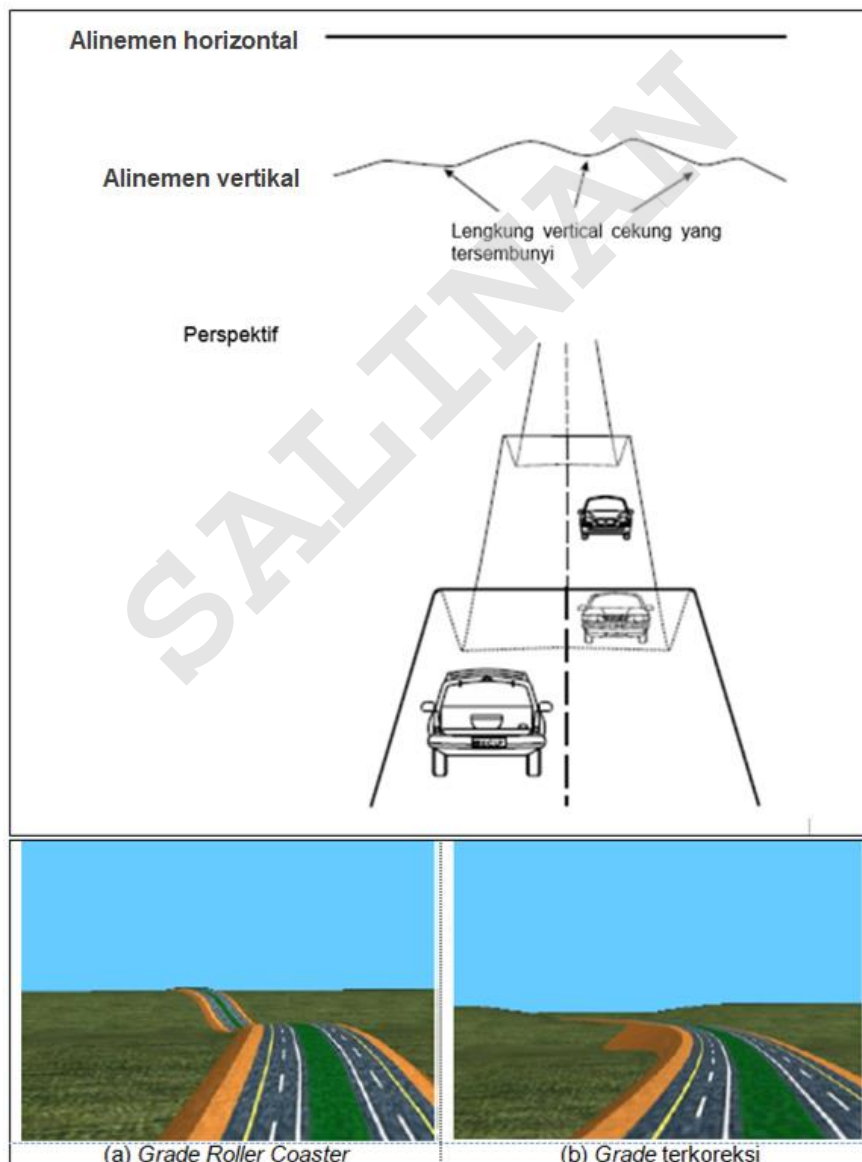 Alinemen horizontal
Alinemen vertikal
Lengkung vertical cekung yang
tersembunyi
Perspektif
SALINAN
(a) Grade Roller Coaster
(b) Grade terkoreksi